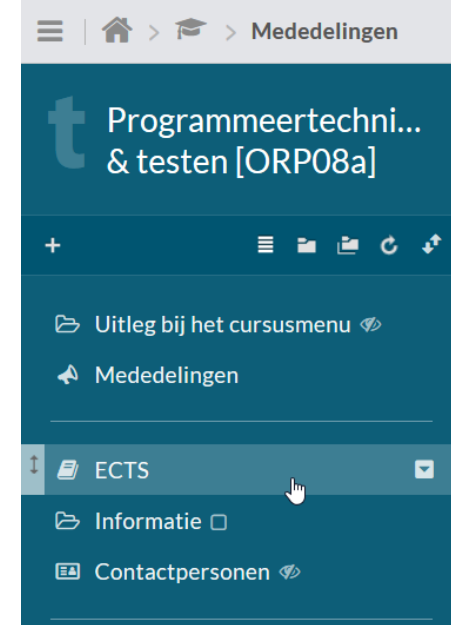 Mededelingen
t
Programmeertechni...
& testen [ORP08a]
Uitleg bij het cursusmenu
Mededelingen
ECTS
Informatie
Contactpersonen